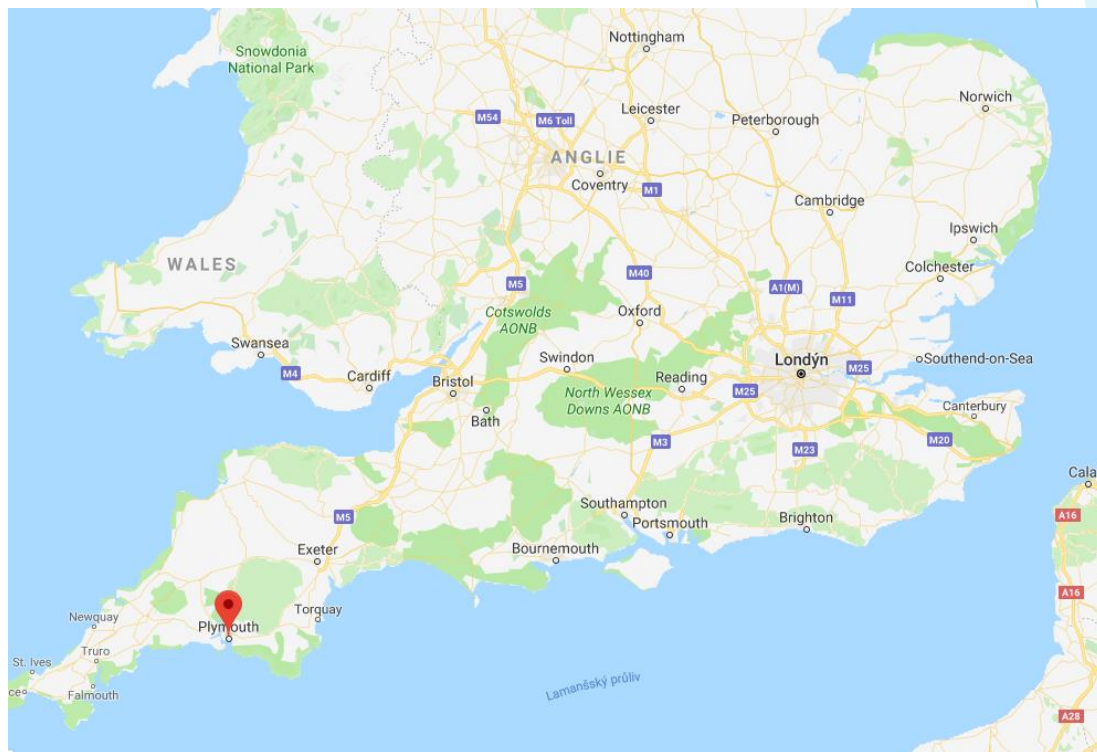 Nottingham
Snowdonia
National Park
Norwich
Leicester
M54
M6 Toll
Peterborough
ANGLIE
Coventry
M1
Cambridge
Ipswich
WALES
Colchester
M40
M5
A1(M)
M11
Cotswolds
AONB
Oxford
Swansea
Swindon
Londýn
Southend-on-Sea
M25
M4
Cardiff
Bristol
Reading
M25
North Wessex
Downs AONB
Bath
Canterbury
M3
M20
M23
Cala
Southampton
M5
Portsmouth
Brighton
A16
Exeter
Bournemouth
A16
Torquay
Newquay
Plymouth
Truro
St. Ives
Lamanšský průliv
ce
Falmouth
A28